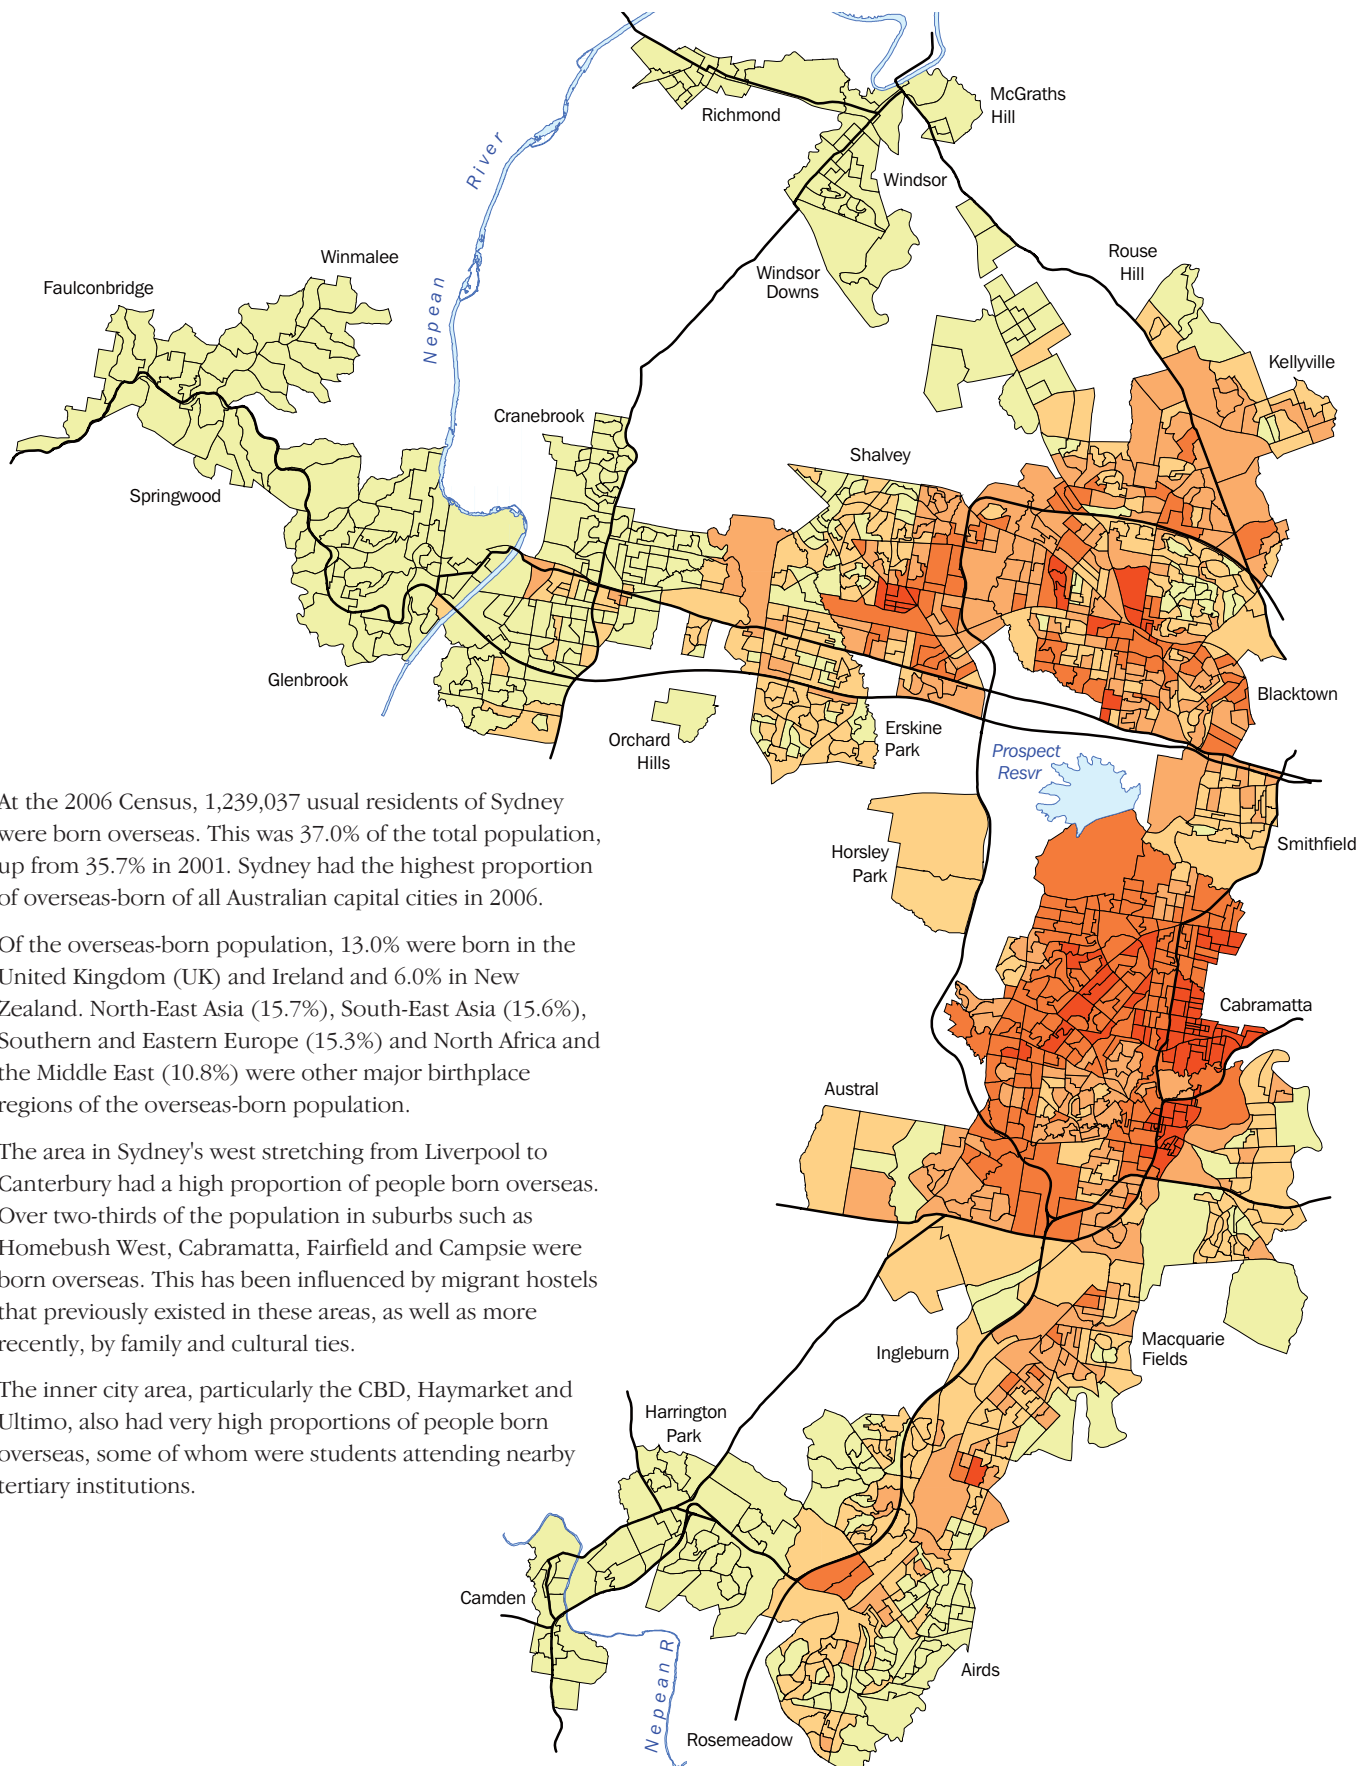 Richmond
McGraths
Hill
Windsor
River
Nepean
Winmalee
Faulconbridge
Windsor
Downs
Rouse
Hill
Kellyville
Cranebrook
Shalvey
Springwood
Glenbrook
Orchard
Hills
Erskine
Park
Blacktown
Prospect
Resvr
Smithfield
Horsley
Park
Cabramatta
Austral
Ingleburn
Macquarie
Fields
Harrington
Park
Camden
Airds
Nepean R
Rosemeadow
At the 2006 Census, 1,239,037 usual residents of Sydney
were born overseas. This was 37.0% of the total population,
up from 35.7% in 2001. Sydney had the highest proportion
of overseas-born of all Australian capital cities in 2006.
Of the overseas-born population, 13.0% were born in the
United Kingdom (UK) and Ireland and 6.0% in New
Zealand. North-East Asia (15.7%), South-East Asia (15.6%),
Southern and Eastern Europe (15.3%) and North Africa and
the Middle East (10.8%) were other major birthplace
regions of the overseas-born population.
The area in Sydney's west stretching from Liverpool to
Canterbury had a high proportion of people born overseas.
Over two-thirds of the population in suburbs such as
Homebush West, Cabramatta, Fairfield and Campsie were
born overseas. This has been influenced by migrant hostels
that previously existed in these areas, as well as more
recently, by family and cultural ties.
The inner city area, particularly the CBD, Haymarket and
Ultimo, also had very high proportions of people born
overseas, some of whom were students attending nearby
tertiary institutions.